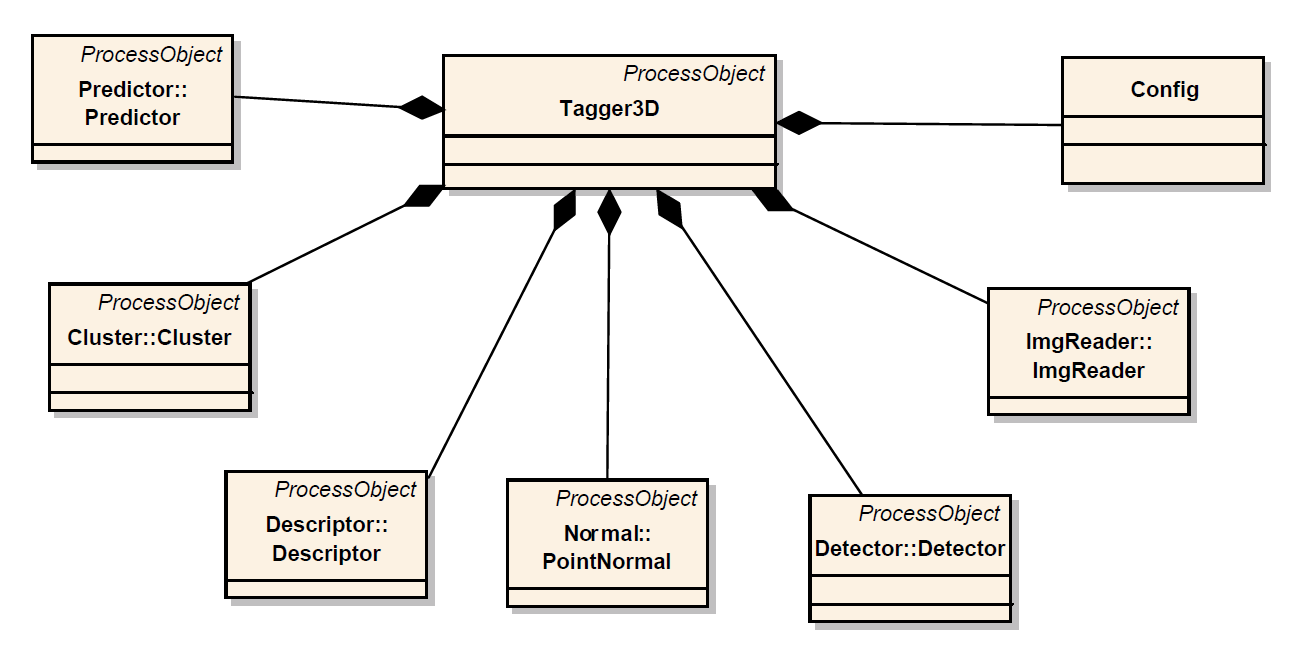 ProcessObject
Predictor::
Predictor
ProcessObject
Tagger3D
Config
ProcessObject
Cluster::Cluster
ProcessObject
ImgReader::
ImgReader
ProcessObject
Descriptor::
Descriptor
ProcessObject
Normal::
PointNormal
ProcessObject
Detector::Detector